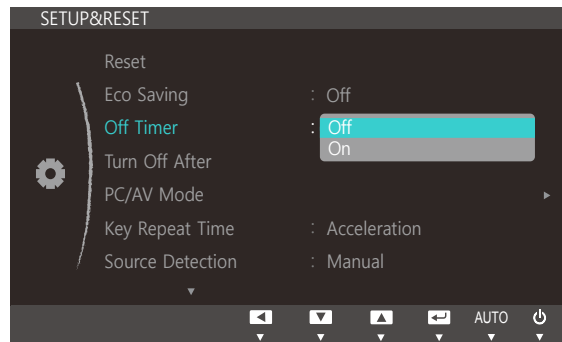 SETUP&RESET
Reset
Eco Saving : Off
Off Timer : Off
On
Turn Off After
PC/AV Mode
Key Repeat Time : Acceleration
Source Detection : Manual
AUTO